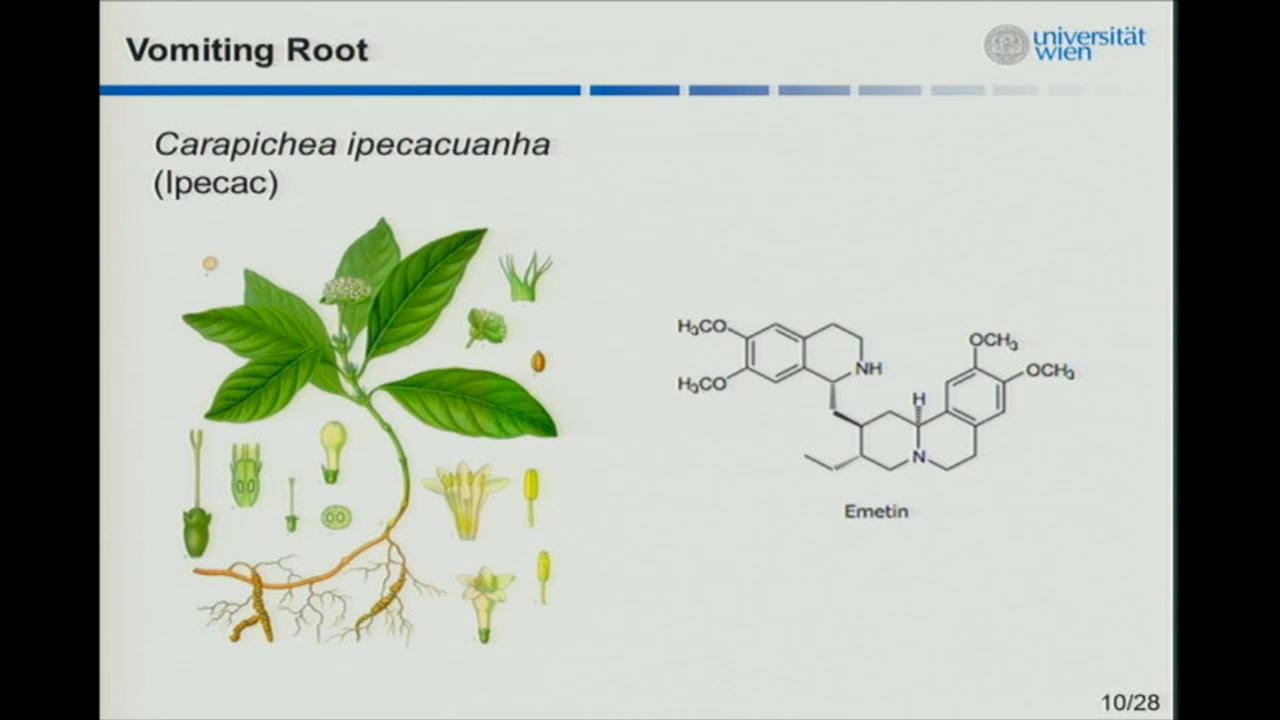 Vomiting Root
universität
wien
Carapichea ipecacuanha
(Ipecac)
H₃CO
H₃CO
NH
OCH₃
OCH₃
H
N
Emetin
10/28